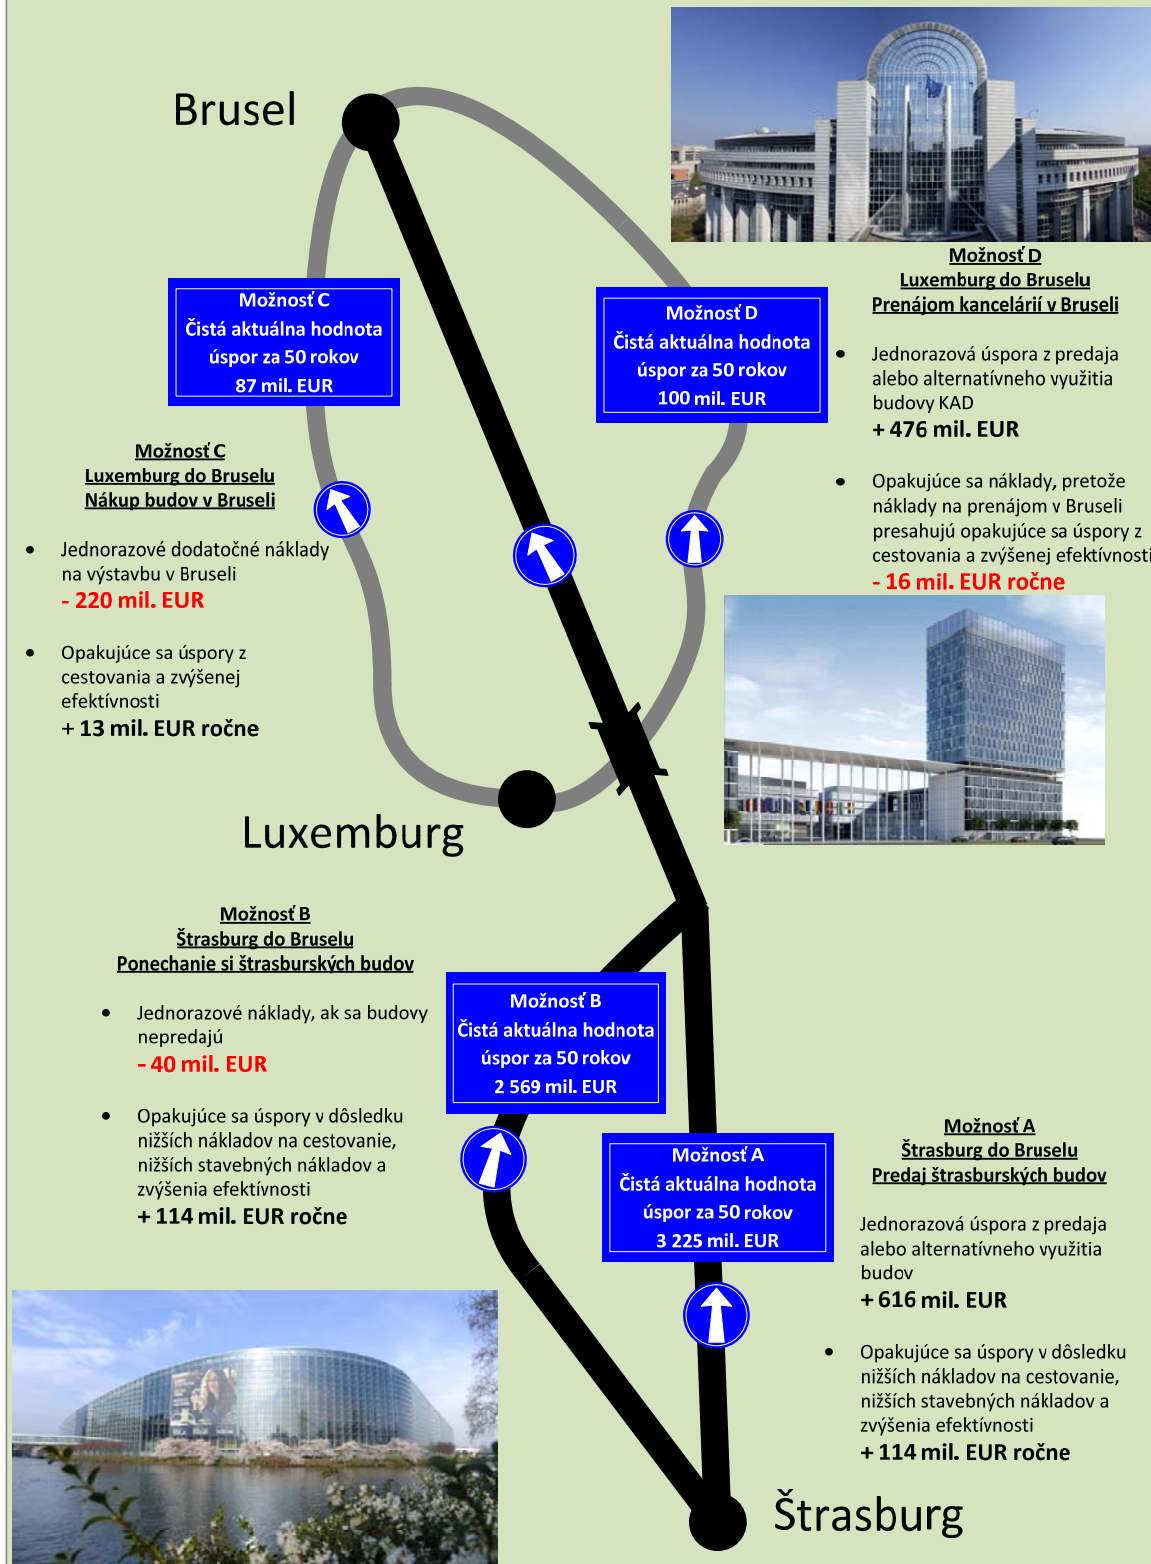 Brusel
Možnosť D
Luxemburg do Bruselu
Prenájom kancelárií v Bruseli
• Jednorazová úspora z predaja
alebo alternatívneho využitia
budovy KAD
+ 476 mil. EUR
• Opakujúce sa náklady, pretože
náklady na prenájom v Bruseli
presahujú opakujúce sa úspory z
cestovania a zvýšenej efektívnosti
- 16 mil. EUR ročne
Možnosť C
Čistá aktuálna hodnota
úspor za 50 rokov
87 mil. EUR
Možnosť D
Čistá aktuálna hodnota
úspor za 50 rokov
100 mil. EUR
Možnosť C
Luxemburg do Bruselu
Nákup budov v Bruseli
• Jednorazové dodatočné náklady
na výstavbu v Bruseli
- 220 mil. EUR
• Opakujúce sa úspory z
cestovania a zvýšenej
efektívnosti
+ 13 mil. EUR ročne
Luxemburg
Možnosť B
Štrasburg do Bruselu
Ponechanie si štrasburských budov
• Jednorazové náklady, ak sa budovy
nepredajú
- 40 mil. EUR
• Opakujúce sa úspory v dôsledku
nižších nákladov na cestovanie,
nižších stavebných nákladov a
zvýšenia efektívnosti
+ 114 mil. EUR ročne
Možnosť B
Čistá aktuálna hodnota
úspor za 50 rokov
2 569 mil. EUR
Možnosť A
Čistá aktuálna hodnota
úspor za 50 rokov
3 225 mil. EUR
Možnosť A
Štrasburg do Bruselu
Predaj štrasburských budov
Jednorazová úspora z predaja
alebo alternatívneho využitia
budov
+ 616 mil. EUR
• Opakujúce sa úspory v dôsledku
nižších nákladov na cestovanie,
nižších stavebných nákladov a
zvýšenia efektívnosti
+ 114 mil. EUR ročne
Štrasburg